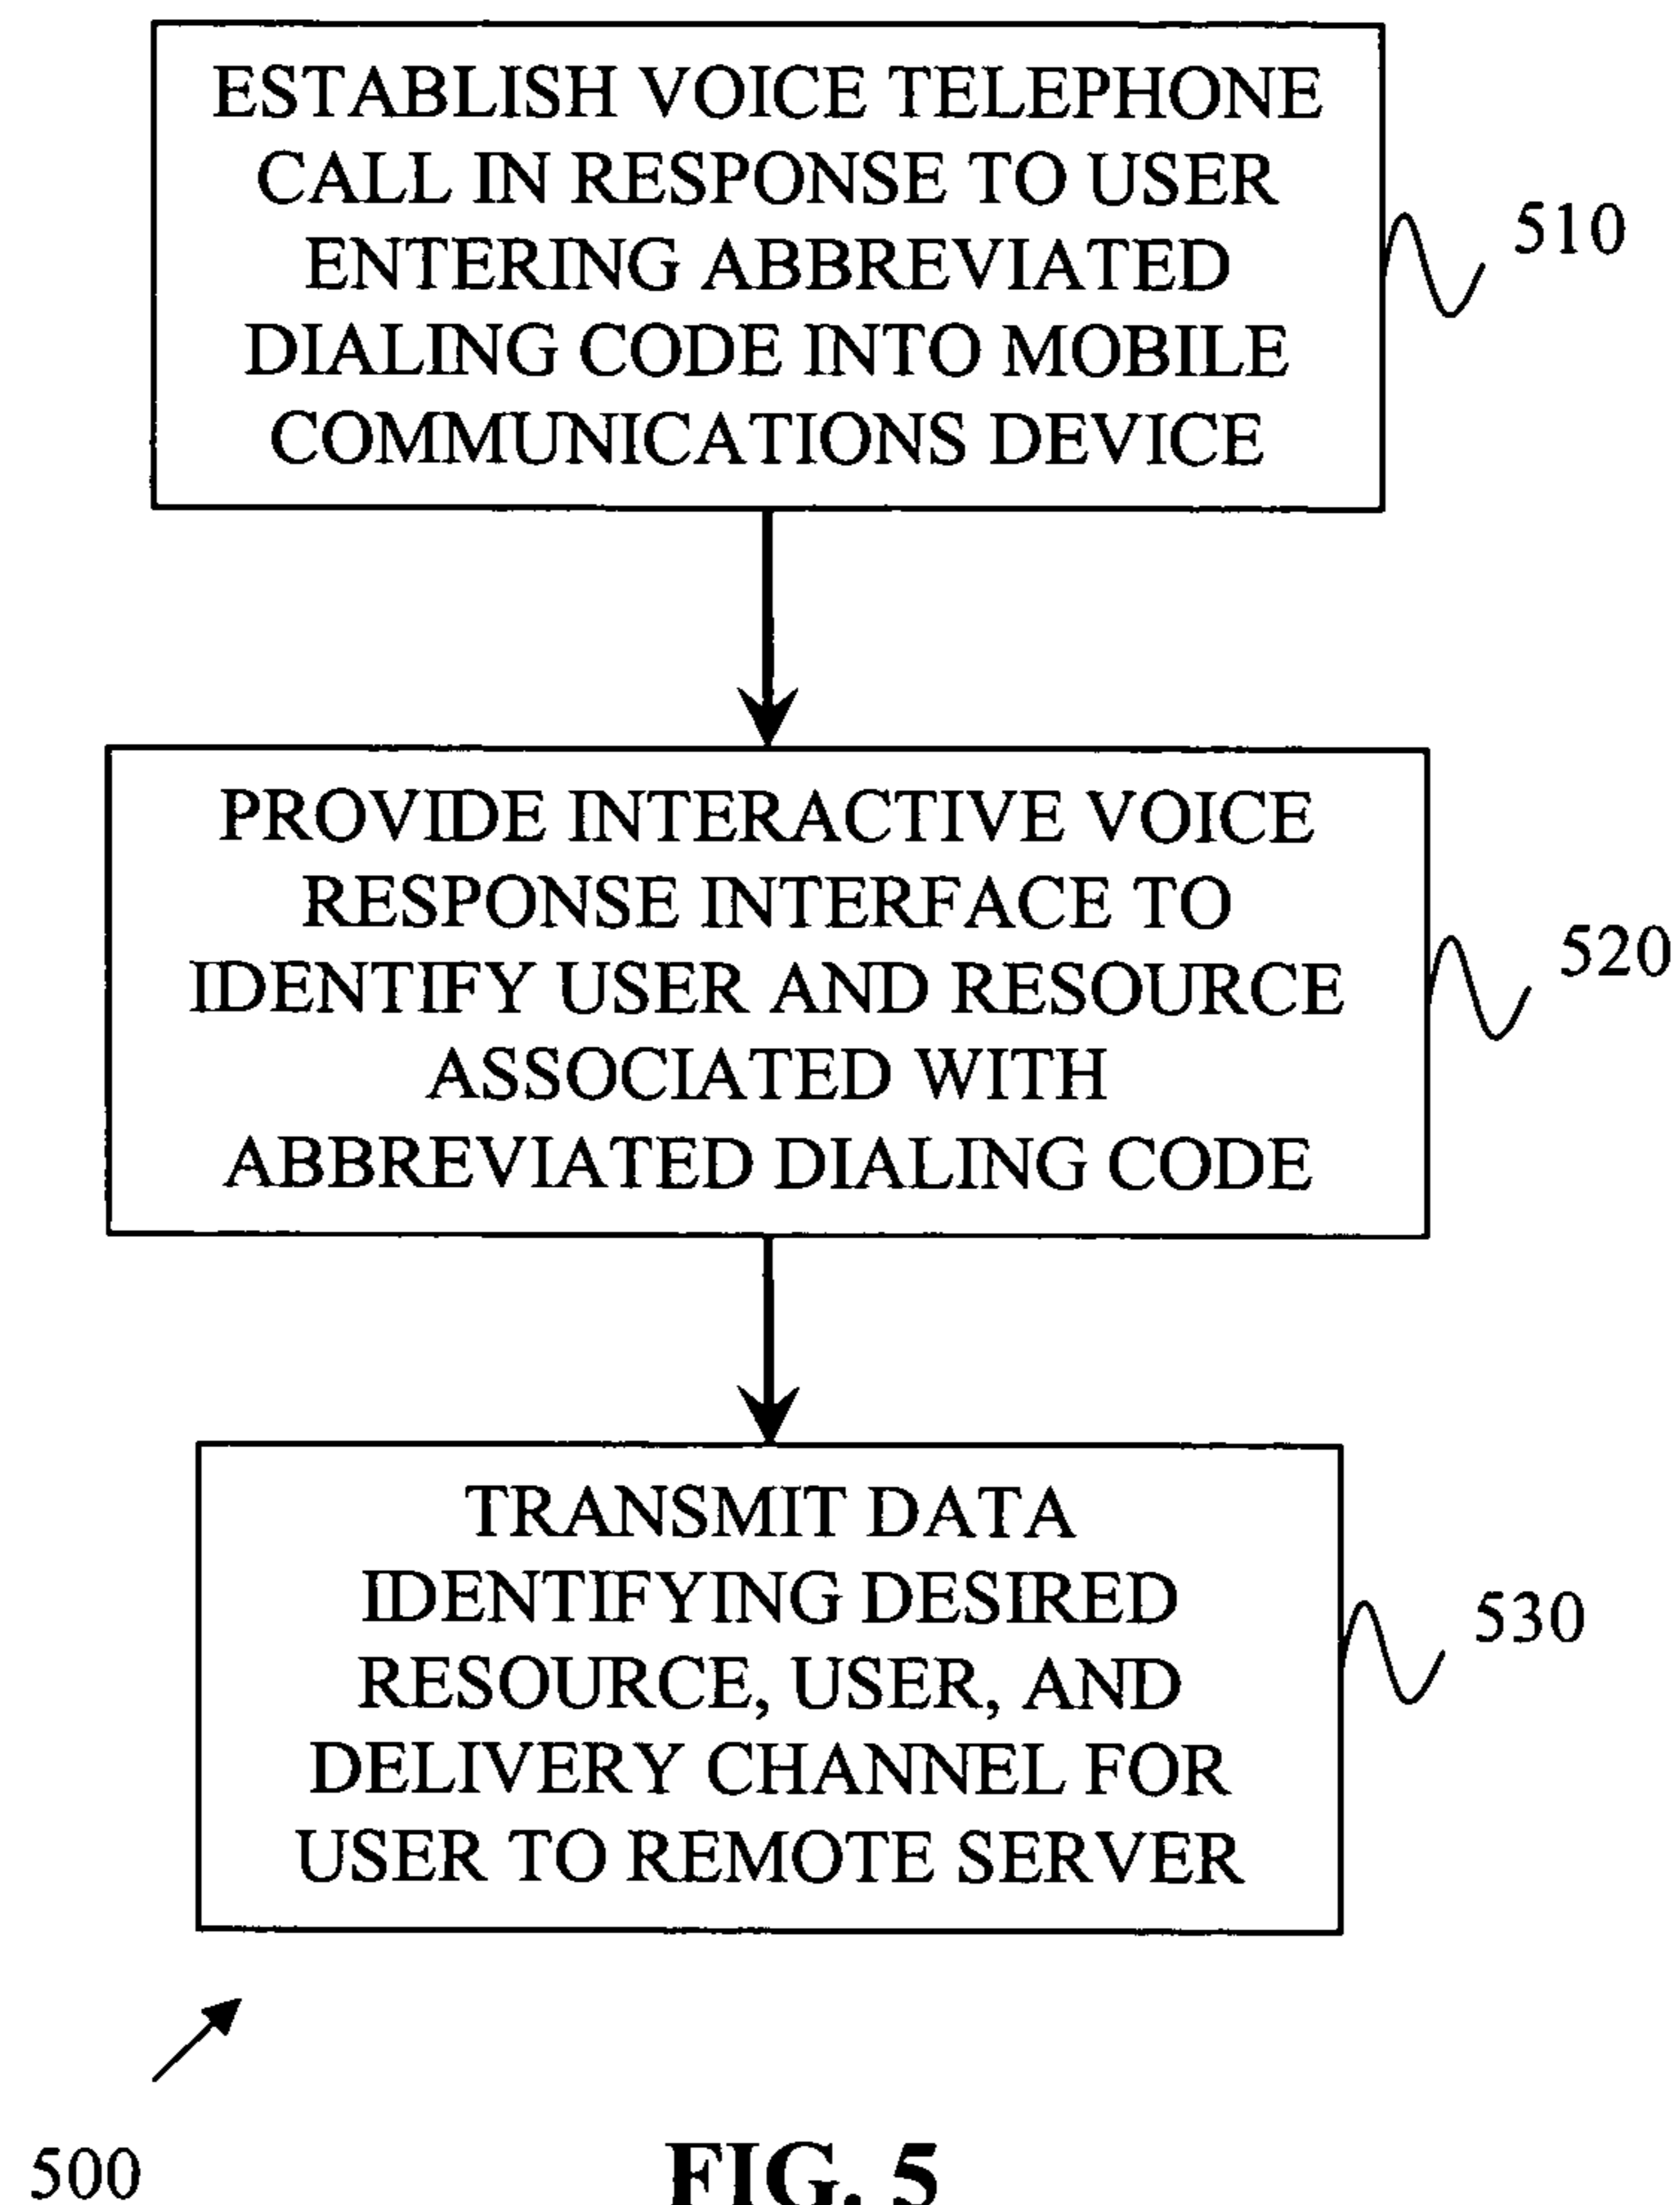 ESTABLISH VOICE TELEPHONE
CALL IN RESPONSE TO USER
ENTERING ABBREVIATED
DIALING CODE INTO MOBILE
COMMUNICATIONS DEVICE
510
PROVIDE INTERACTIVE VOICE
RESPONSE INTERFACE TO
IDENTIFY USER AND RESOURCE
ASSOCIATED WITH
ABBREVIATED DIALING CODE
520
TRANSMIT DATA
IDENTIFYING DESIRED
RESOURCE, USER, AND
DELIVERY CHANNEL FOR
USER TO REMOTE SERVER
530
500
FIG. 5